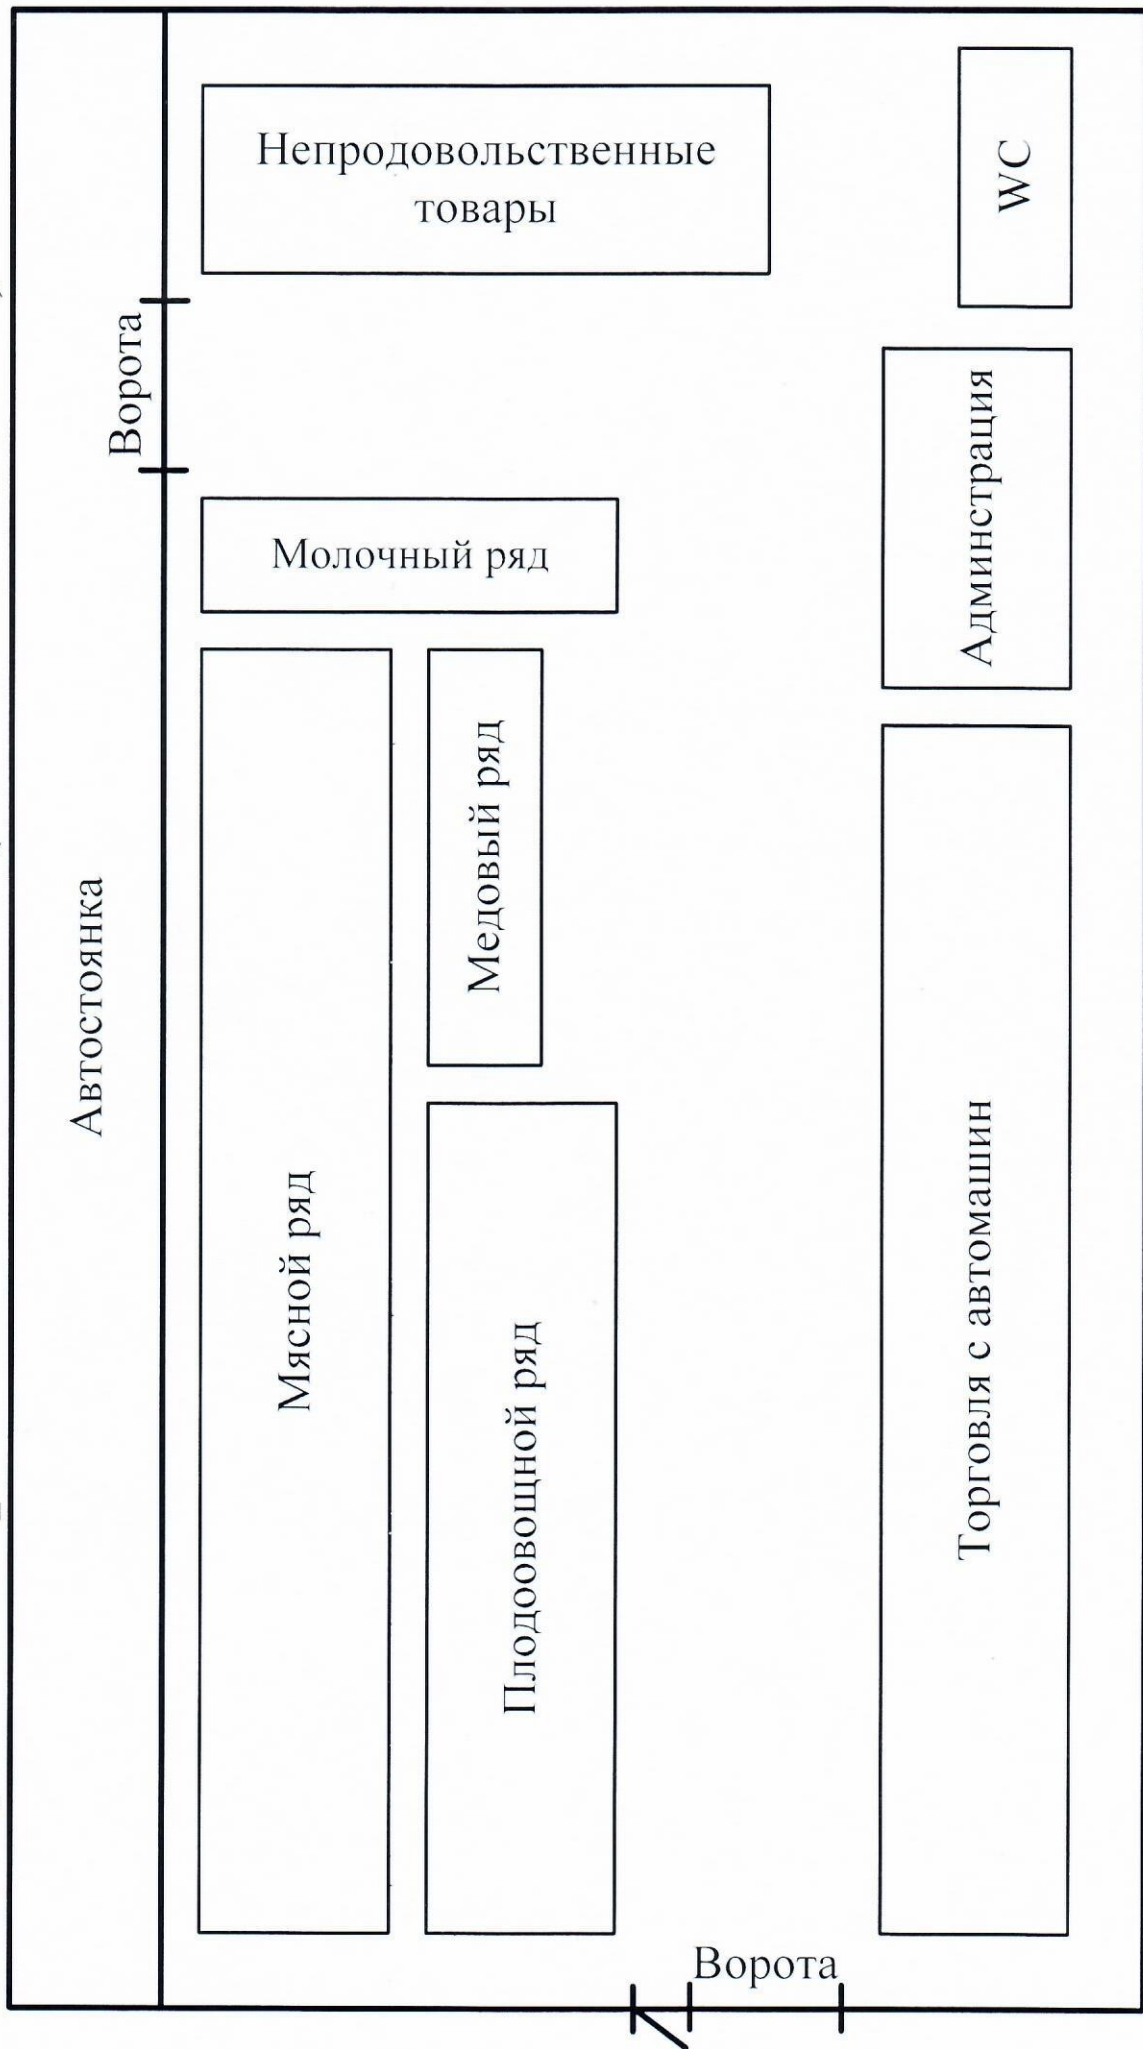 Непродовольственные
товары
WC
Ворота
Администрация
Молочный ряд
Автостоянка
Мясной ряд
Медовый ряд
Плодоовощной ряд
Торговля с автомашин
Ворота